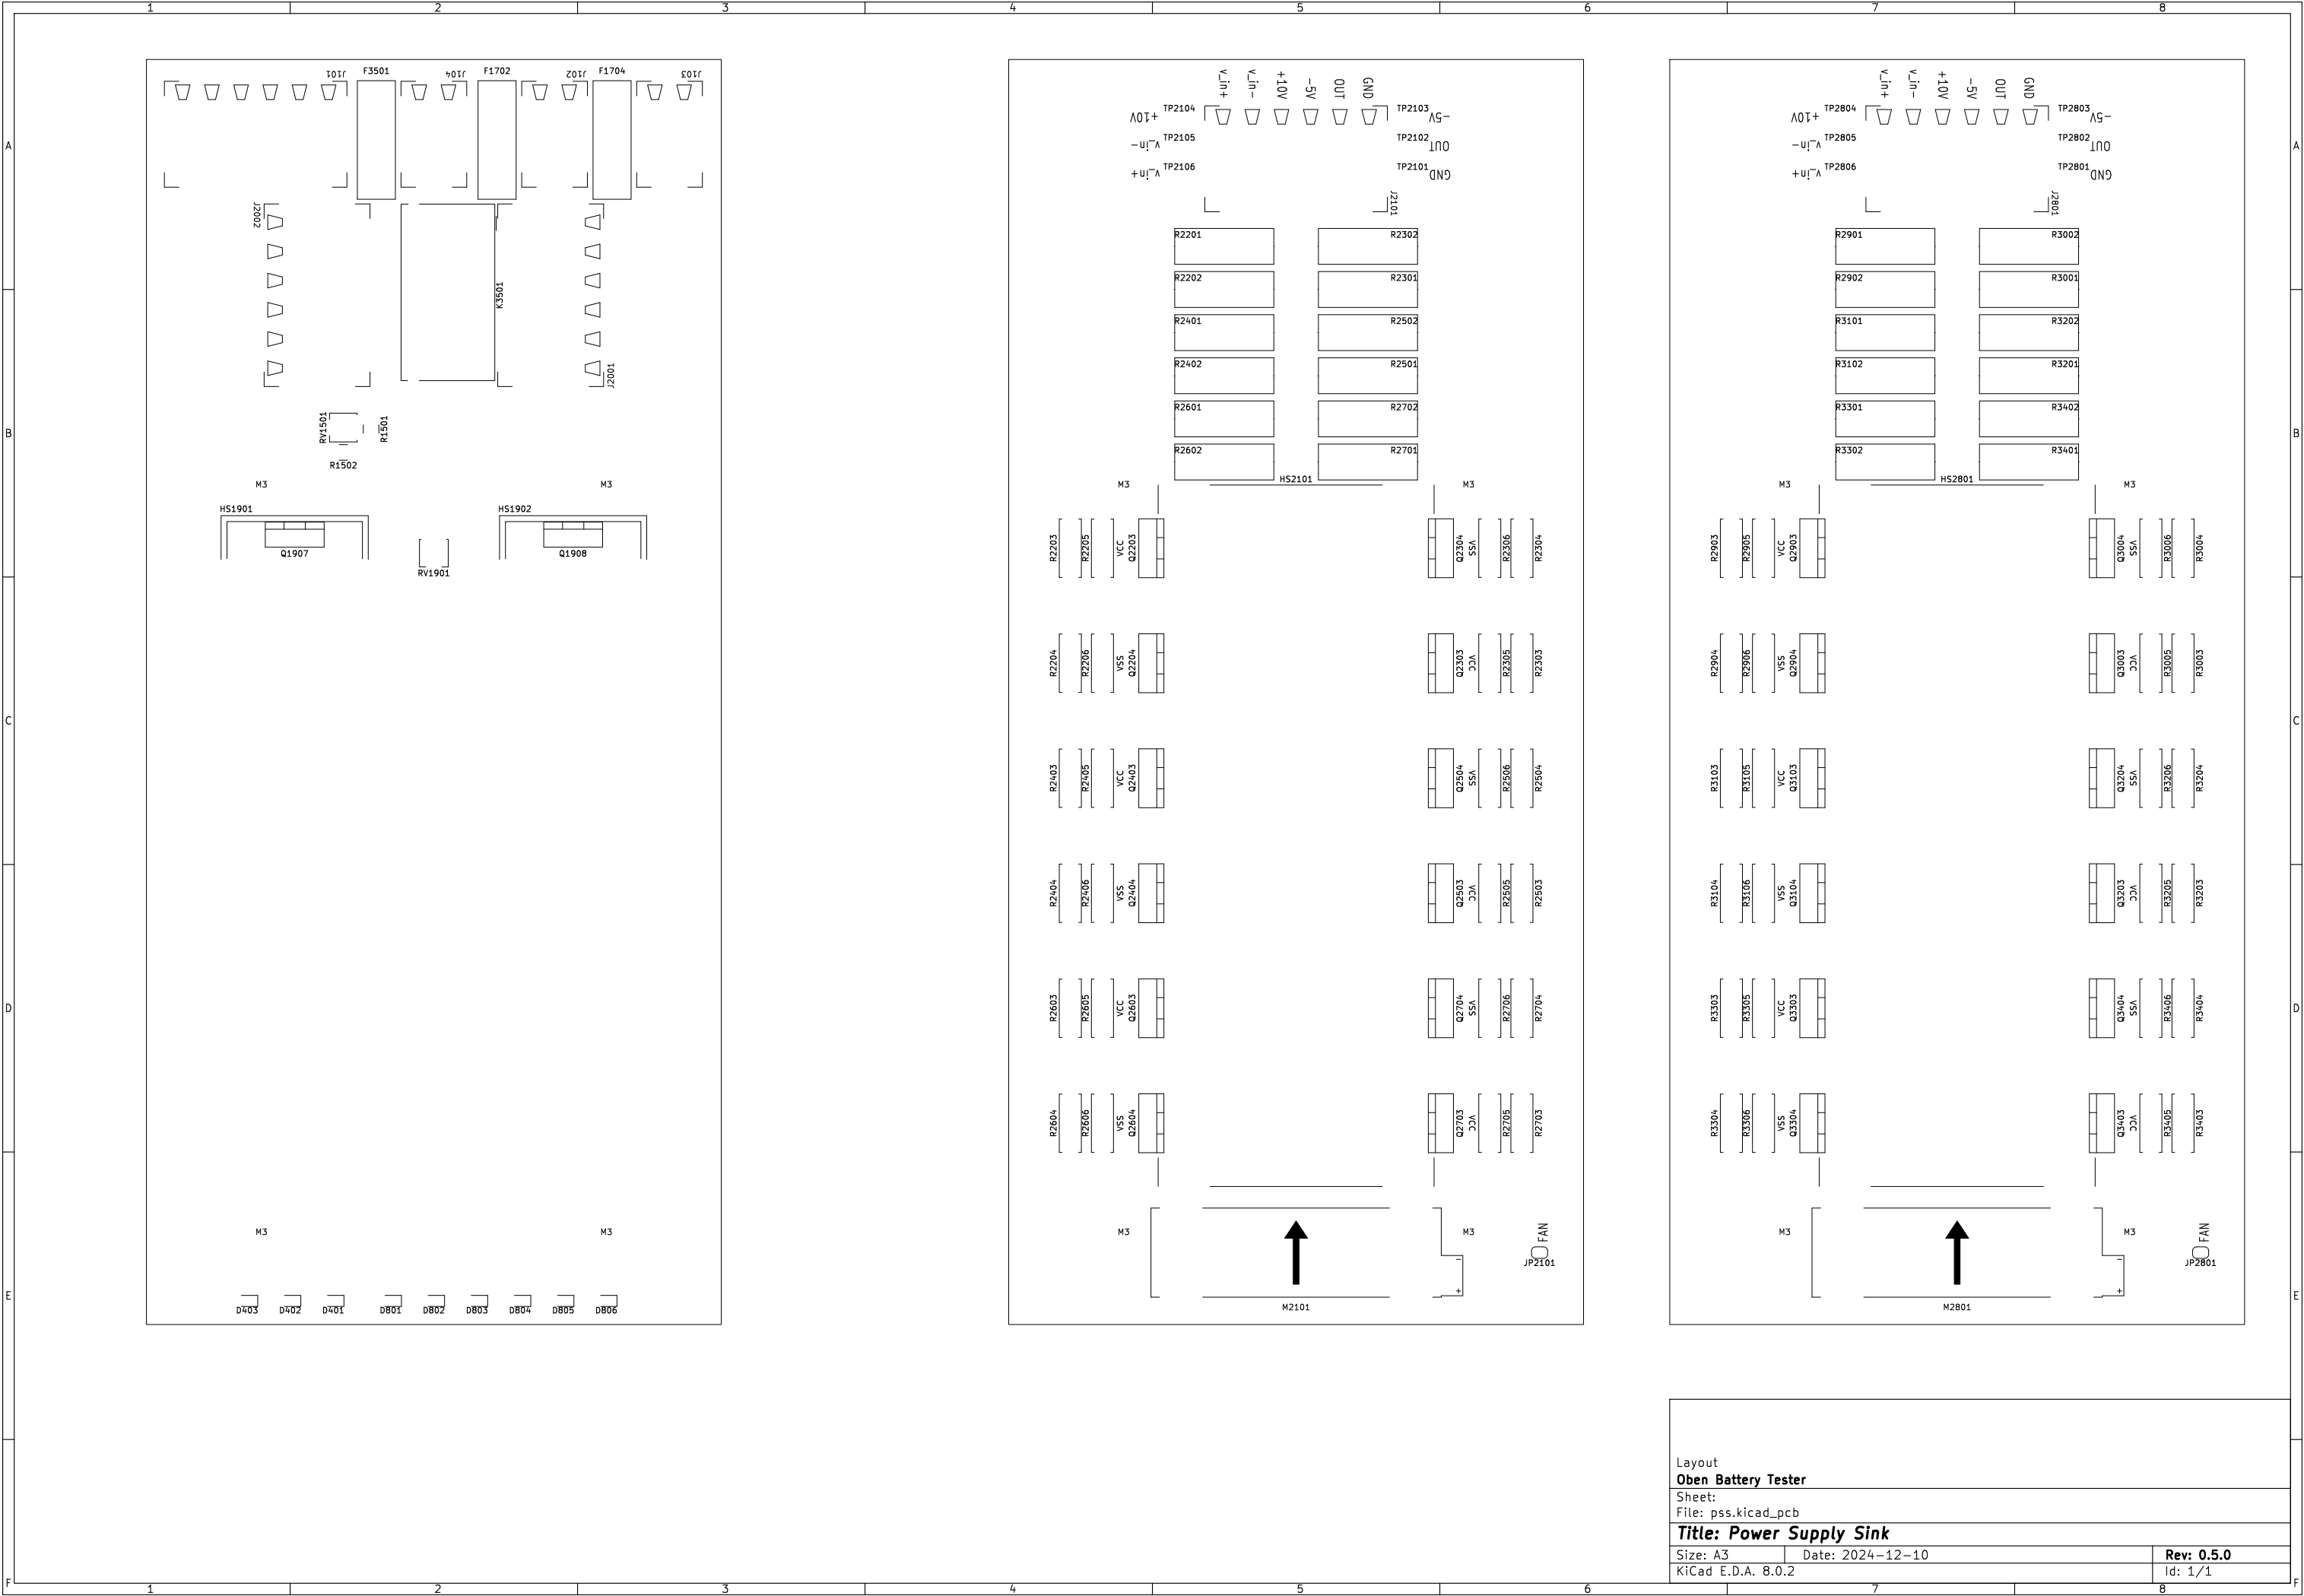 1 2 3 4 5 6 7 8
A
B
C
D
E
F
J101 F3501 J104 F1702 J102 F1704 J103
J2002
K3501
J2001
RV1501
R1501
R1502
M3 M3
HS1901 HS1902
Q1907 Q1908
RV1901
M3 M3
D403 D402 D401 D801 D802 D803 D804 D805 D806
v_in+ v_in- +10V -5V OUT GND
TP2104 TP2103
+10V -5V
TP2105 TP2102
v_in- OUT
TP2106 TP2101
v_in+ GND
J2101
R2201 R2302
R2202 R2301
R2401 R2502
R2402 R2501
R2601 R2702
R2602 R2701
HS2101
M3 M3
R2203 R2205 VCC Q2203 Q2304 VSS R2306 R2304
R2204 R2206 VSS Q2204 Q2303 VCC R2305 R2303
R2403 R2405 VCC Q2403 Q2504 VSS R2506 R2504
R2404 R2406 VSS Q2404 Q2503 VCC R2505 R2503
R2603 R2605 VCC Q2603 Q2704 VSS R2706 R2704
R2604 R2606 VSS Q2604 Q2703 VCC R2705 R2703
M3 M3 FAN
-
JP2101
+
M2101
v_in+ v_in- +10V -5V OUT GND
TP2804 TP2803
+10V -5V
TP2805 TP2802
v_in- OUT
TP2806 TP2801
v_in+ GND
J2801
R2901 R3002
R2902 R3001
R3101 R3202
R3102 R3201
R3301 R3402
R3302 R3401
HS2801
M3 M3
R2903 R2905 VCC Q2903 Q3004 VSS R3006 R3004
R2904 R2906 VSS Q2904 Q3003 VCC R3005 R3003
R3103 R3105 VCC Q3103 Q3204 VSS R3206 R3204
R3104 R3106 VSS Q3104 Q3203 VCC R3205 R3203
R3303 R3305 VCC Q3303 Q3404 VSS R3406 R3404
R3304 R3306 VSS Q3304 Q3403 VCC R3405 R3403
M3 M3 FAN
-
JP2801
+
M2801
A
B
C
D
E
F
Layout
Oben Battery Tester
Sheet:
File: pss.kicad_pcb
Title: Power Supply Sink
Size: A3 Date: 2024-12-10 Rev: 0.5.0
KiCad E.D.A. 8.0.2 Id: 1/1
1 2 3 4 5 6 7 8